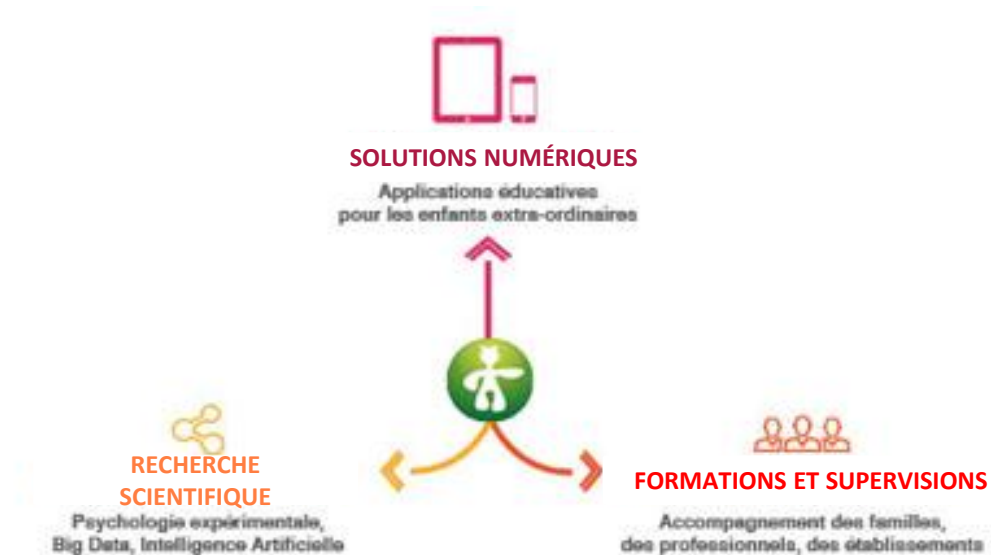 SOLUTIONS NUMÉRIQUES
Applications éducatives
pour les enfants extra-ordinaires
RECHERCHE
SCIENTIFIQUE
Psychologie expérimentale,
Big Data, Intelligence Artificielle
FORMATIONS ET SUPERVISIONS
Accompagnement des familles,
des professionnels, des établissements